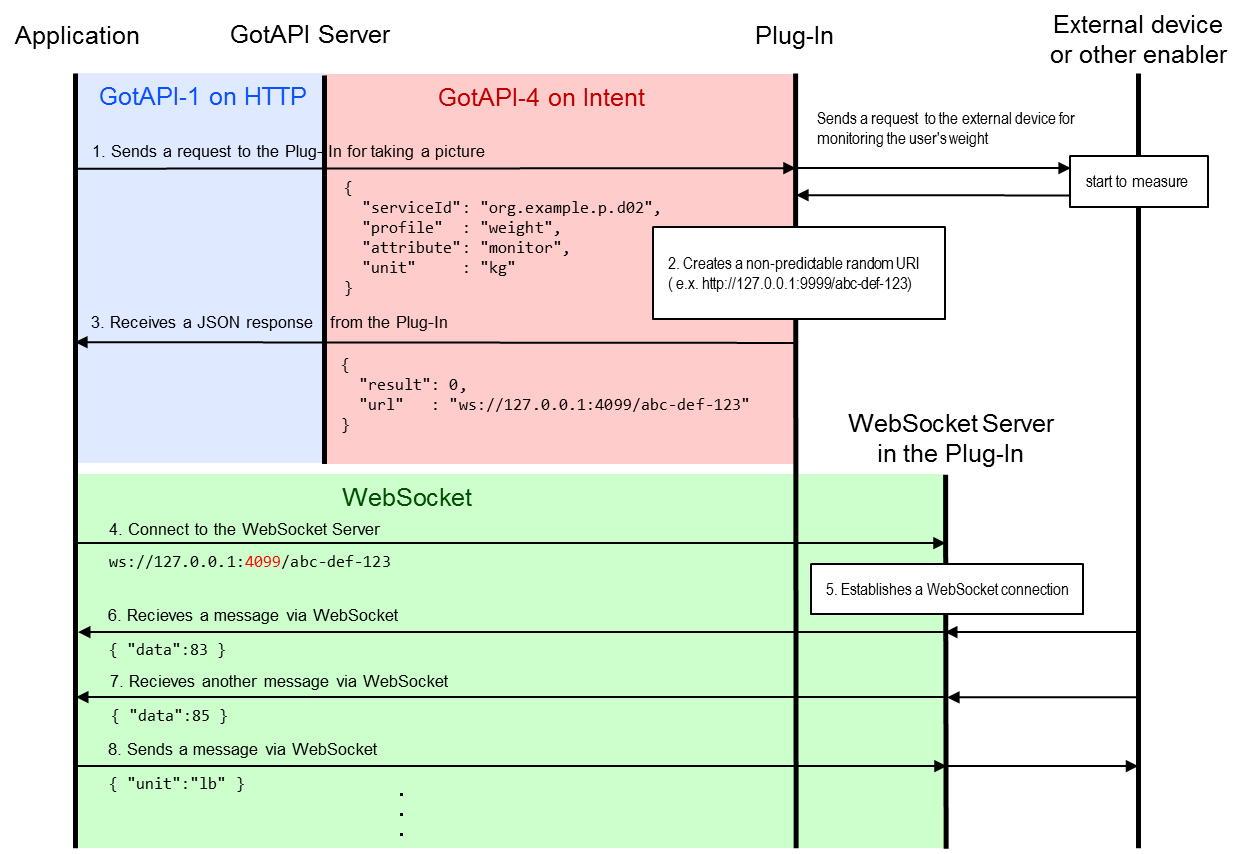 Application
GotAPI Server
Plug-In
External device
or other enabler
GotAPI-1 on HTTP
GotAPI-4 on Intent
Sends a request to the external device for
monitoring the user's weight
1. Sends a request to the Plug-In for taking a picture
start to measure
{
"serviceId": "org.example.p.d02",
"profile" : "weight",
"attribute": "monitor",
"unit" : "kg"
}
2. Creates a non-predictable random URI
( e.x. http://127.0.0.1:9999/abc-def-123)
3. Receives a JSON response from the Plug-In
{
"result": 0,
"url" : "ws://127.0.0.1:4099/abc-def-123"
}
WebSocket Server
in the Plug-In
WebSocket
4. Connect to the WebSocket Server
ws://127.0.0.1:4099/abc-def-123
5. Establishes a WebSocket connection
6. Recieves a message via WebSocket
{ "data":83 }
7. Recieves another message via WebSocket
{ "data":85 }
8. Sends a message via WebSocket
{ "unit":"lb" }
.
.
.